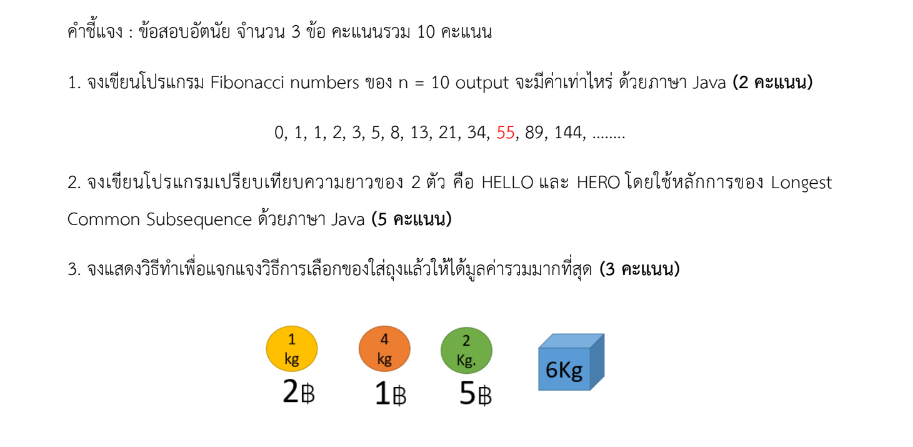 คำชี้แจง : ข้อสอบอัตนัย จำนวน 3 ข้อ คะแนนรวม 10 คะแนน
1. จงเขียนโปรแกรม Fibonacci numbers ของ n = 10 output จะมีค่าเท่าไหร่ ด้วยภาษา Java (2 คะแนน)
0, 1, 1, 2, 3, 5, 8, 13, 21, 34, 55, 89, 144, ........
2. จงเขียนโปรแกรมเปรียบเทียบความยาวของ 2 ตัว คือ HELLO และ HERO โดยใช้หลักการของ Longest
Common Subsequence ด้วยภาษา Java (5 คะแนน)
3. จงแสดงวิธีทำเพื่อแจกแจงวิธีการเลือกของใส่ถุงแล้วให้ได้มูลค่ารวมมากที่สุด (3 คะแนน)
1
kg
2฿
4
kg
1฿
2
Kg.
5฿
6Kg